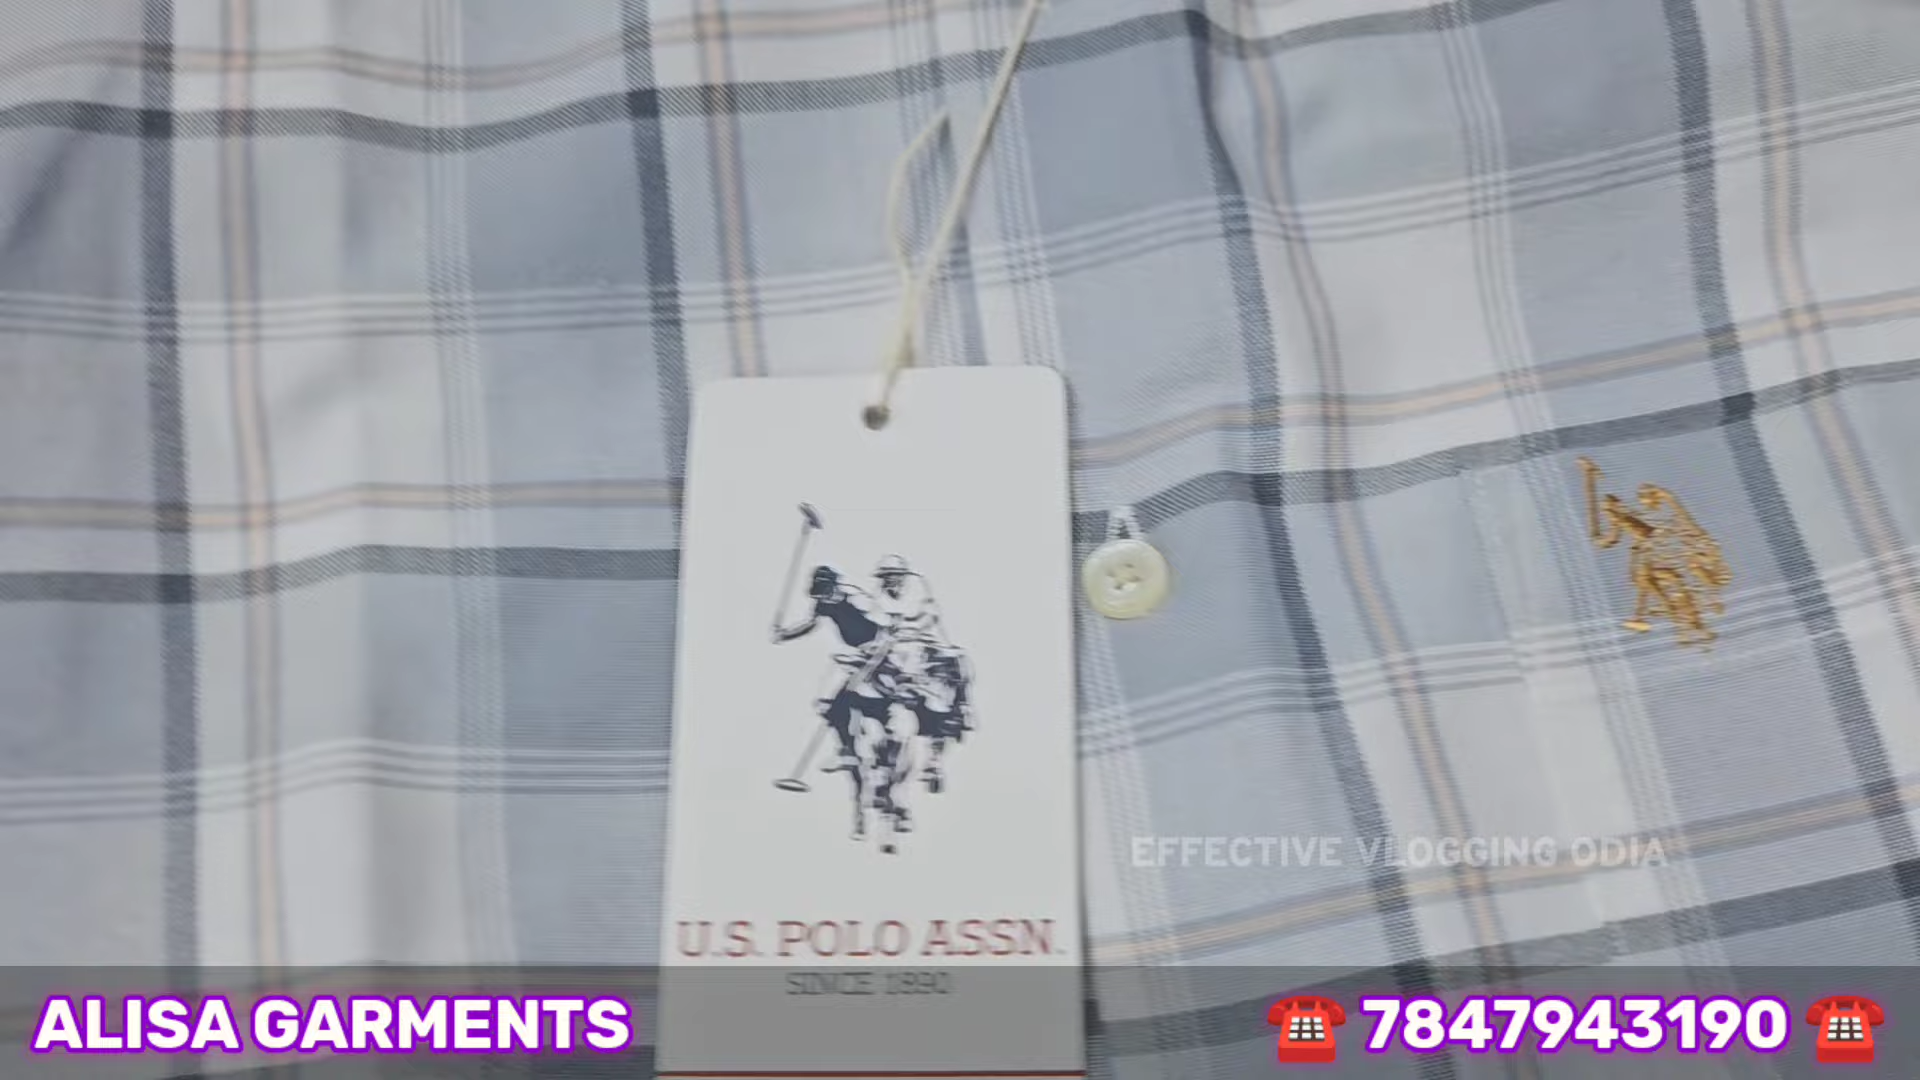 U.S. POLO ASSN.
SINCE 1890
EFFECTIVE VLOGGING ODIA
ALISA GARMENTS
☎️ 7847943190 ☎️